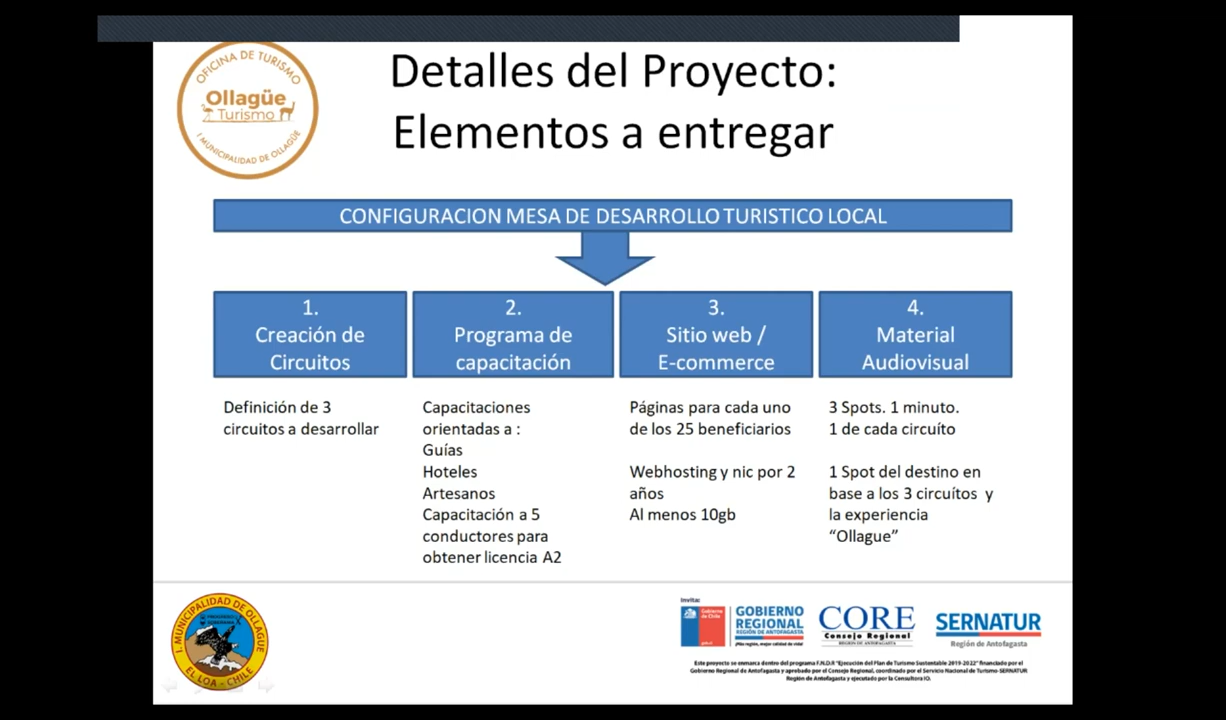 OFICINA DE TURISMO
Ollagüe
Turismo
I MUNICIPALIDAD DE OLLAGÜE
Detalles del Proyecto:
Elementos a entregar
CONFIGURACION MESA DE DESARROLLO TURISTICO LOCAL
1.
Creación de
Circuitos
2.
Programa de
capacitación
3.
Sitio web /
E-commerce
4.
Material
Audiovisual
Definición de 3
circuitos a desarrollar
Capacitaciones
orientadas a :
Guías
Hoteles
Artesanos
Capacitación a 5
conductores para
obtener licencia A2
Páginas para cada uno
de los 25 beneficiarios
Webhosting y nic por 2
años
Al menos 10gb
3 Spots. 1 minuto.
1 de cada circuíto
1 Spot del destino en
base a los 3 circuítos y
la experiencia
“Ollague”
I. MUNICIPALIDAD DE OLLAGUE
EL LOA - CHILE
Invita:
Gobierno
de Chile
GOBIERNO
REGIONAL
REGIÓN DE ANTOFAGASTA
¡Más región, mejor calidad de vida!
CORE
Consejo Regional
REGIÓN DE ANTOFAGASTA
SERNATUR
Región de Antofagasta
Este proyecto se enmarca dentro del programa F.N.D.R "Ejecución del Plan de Turismo Sustentable 2019-2022" financiado por el
Gobierno Regional de Antofagasta y aprobado por el Consejo Regional, coordinado por el Servicio Nacional de Turismo-SERNATUR
Región de Antofagasta y ejecutado por la Consultora IO.